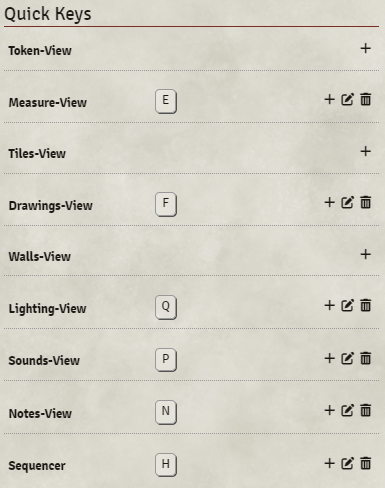 Quick Keys
Token-View
Measure-View E
Tiles-View
Drawings-View F
Walls-View
Lighting-View Q
Sounds-View P
Notes-View N
Sequencer H